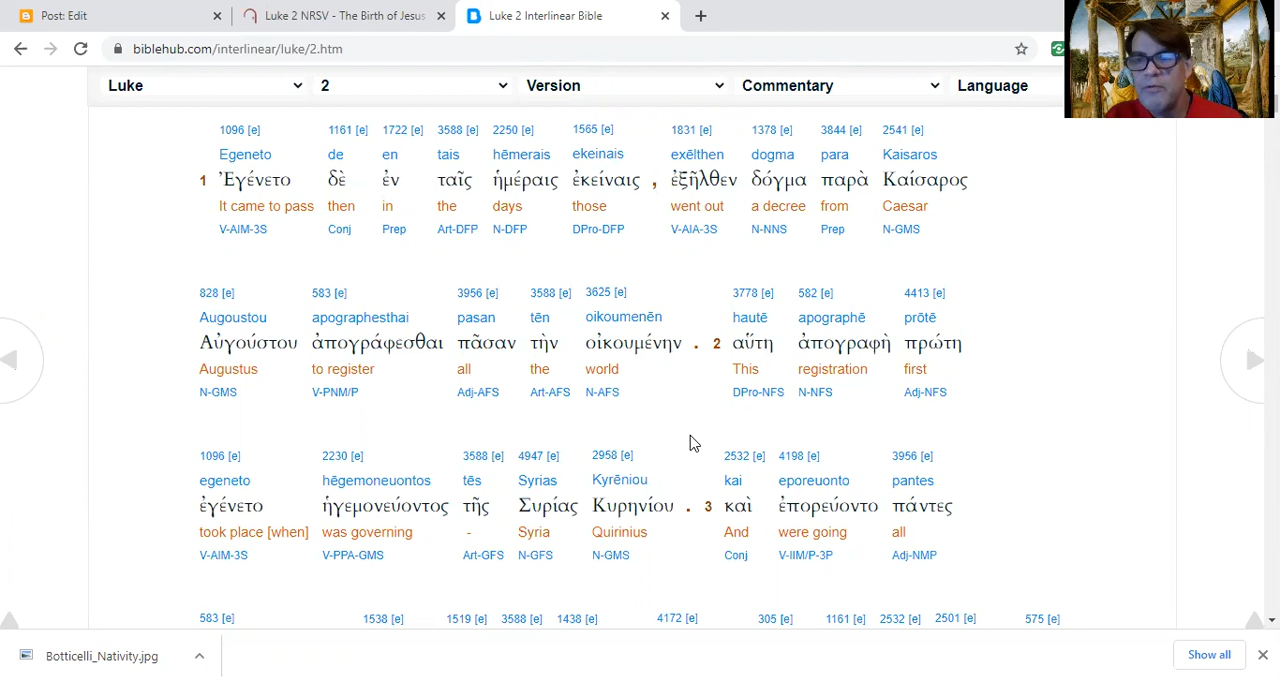 Post: Edit
Luke 2 NRSV - The Birth of Jesus
Luke 2 Interlinear Bible
biblehub.com/interlinear/luke/2.htm
Luke 2 Version Commentary Language
1096 [e] 1161 [e] 1722 [e] 3588 [e] 2250 [e] 1565 [e] 1831 [e] 1378 [e] 3844 [e] 2541 [e]
Egeneto de en tais hēmerais ekeinais exēlthen dogma para Kaisaros
1 Ἐγένετο δὲ ἐν ταῖς ἡμέραις ἐκείναις , ἐξῆλθεν δόγμα παρὰ Καίσαρος
It came to pass then in the days those went out a decree from Caesar
V-AIM-3S Conj Prep Art-DFP N-DFP DPro-DFP V-AIA-3S N-NNS Prep N-GMS
828 [e] 583 [e] 3956 [e] 3588 [e] 3625 [e] 3778 [e] 582 [e] 4413 [e]
Augoustou apographesthai pasan tēn oikoumenēn hautē apographē prōtē
Αὐγούστου ἀπογράφεσθαι πᾶσαν τὴν οἰκουμένην . 2 αὕτη ἀπογραφὴ πρώτη
Augustus to register all the world This registration first
N-GMS V-PNM/P Adj-AFS Art-AFS N-AFS DPro-NFS N-NFS Adj-NFS
1096 [e] 2230 [e] 3588 [e] 4947 [e] 2958 [e] 2532 [e] 4198 [e] 3956 [e]
egeneto hēgemoneuontos tēs Syrias Kyrēniou kai eporeuonto pantes
ἐγένετο ἡγεμονεύοντος τῆς Συρίας Κυρηνίου . 3 καὶ ἐπορεύοντο πάντες
took place [when] was governing - Syria Quirinius And were going all
V-AIM-3S V-PPA-GMS Art-GFS N-GFS N-GMS Conj V-IIM/P-3P Adj-NMP
583 [e] 1538 [e] 1519 [e] 3588 [e] 1438 [e] 4172 [e] 305 [e] 1161 [e] 2532 [e] 2501 [e] 575 [e]
Botticelli_Nativity.jpg
Show all